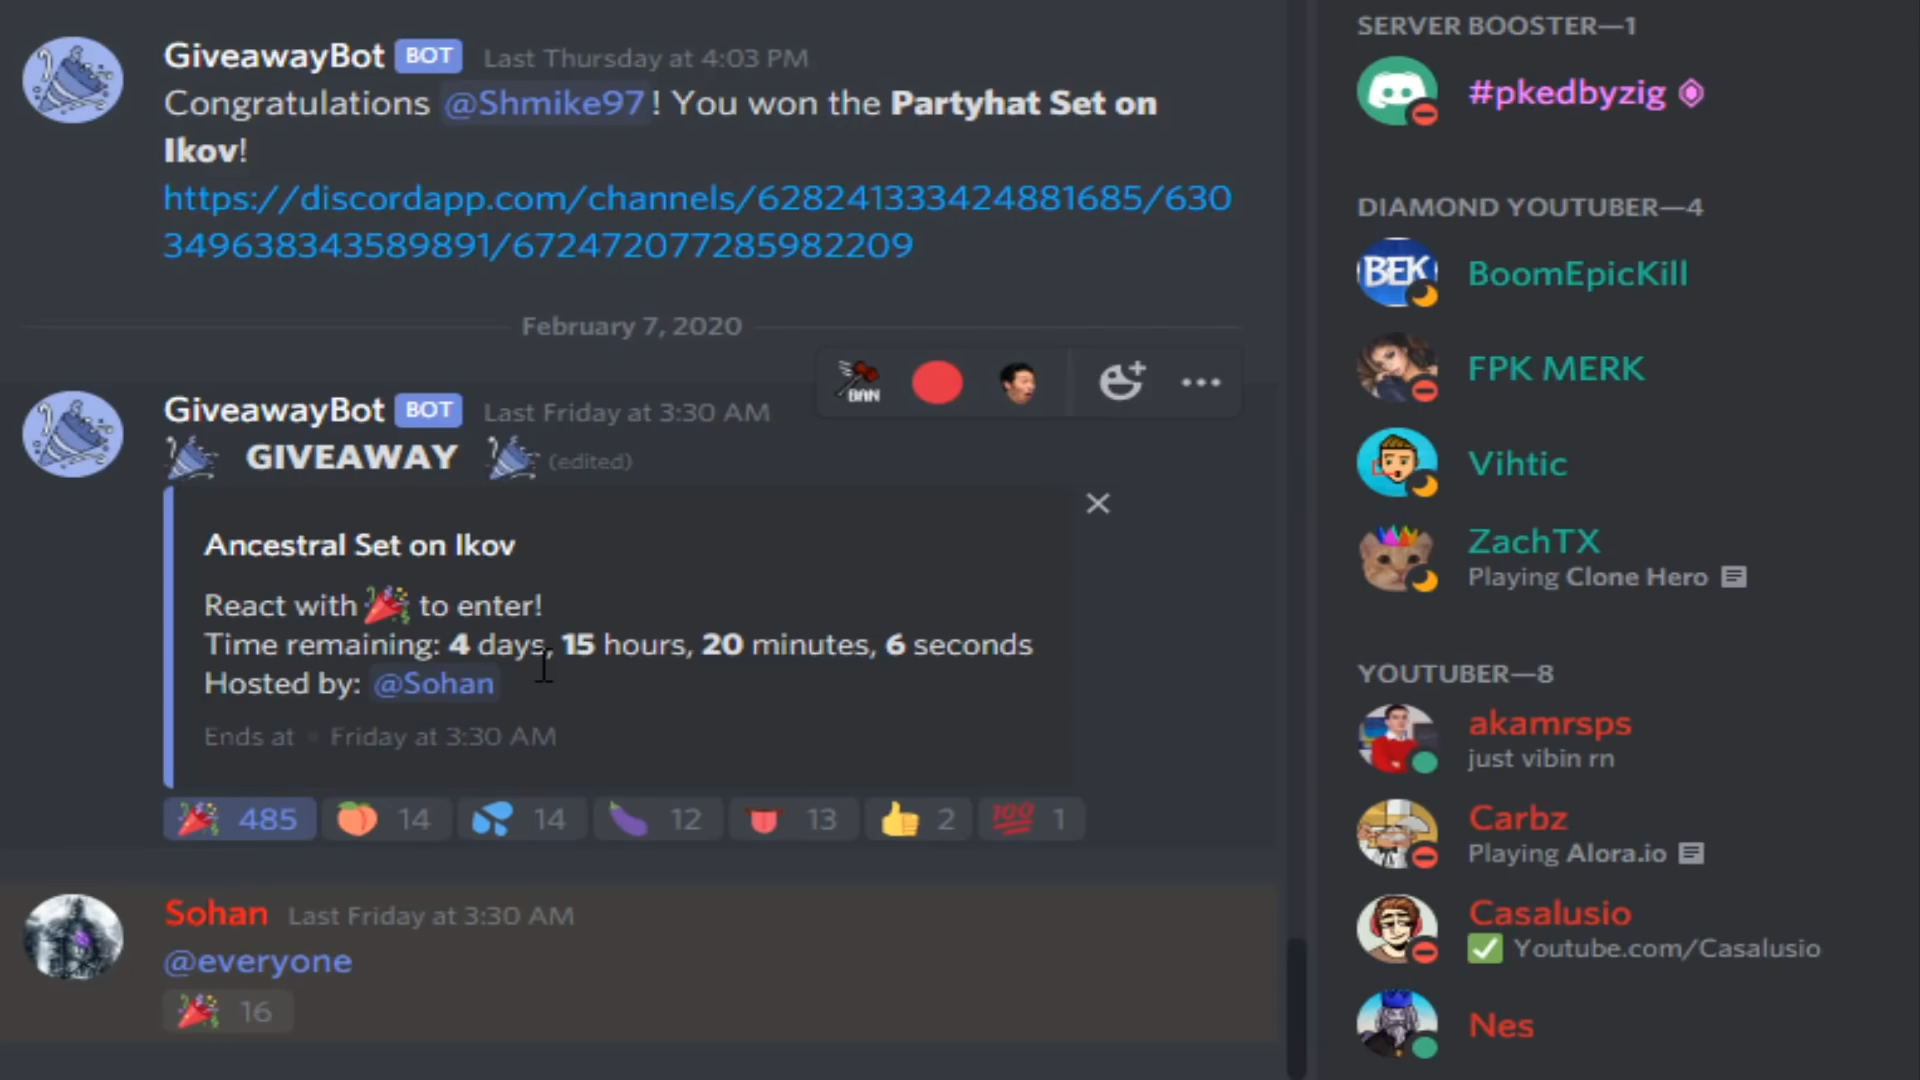 GiveawayBot BOT Last Thursday at 4:03 PM
Congratulations @Shmike97! You won the Partyhat Set on
Ikov!
https://discordapp.com/channels/628241333424881685/630
349638343589891/672472077285982209
February 7, 2020
BAN
GiveawayBot BOT Last Friday at 3:30 AM
GIVEAWAY (edited)
Ancestral Set on Ikov
React with to enter!
Time remaining: 4 days, 15 hours, 20 minutes, 6 seconds
Hosted by: @Sohan
Ends at • Friday at 3:30 AM
485 14 14 12 13 2 100 1
Sohan Last Friday at 3:30 AM
@everyone
16
SERVER BOOSTER—1
#pkedbyzig
DIAMOND YOUTUBER—4
BEK
BoomEpicKill
FPK MERK
Vihtic
ZachTX
Playing Clone Hero
YOUTUBER—8
akamrsps
just vibin rn
Carbz
Playing Alora.io
Casalusio
Youtube.com/Casalusio
Nes